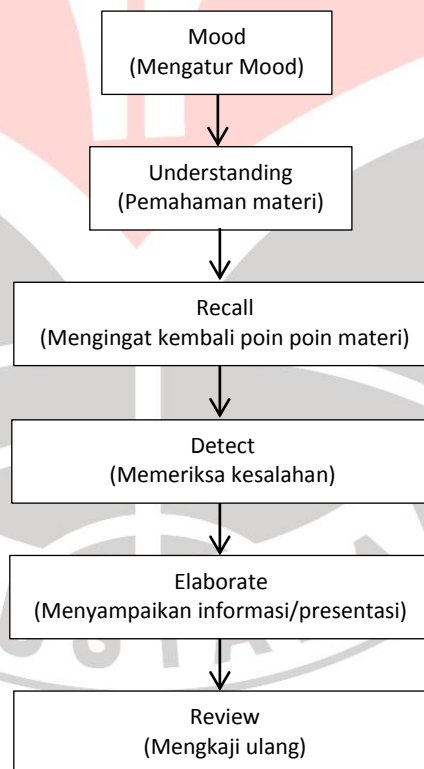 Mood
(Mengatur Mood)
Understanding
(Pemahaman materi)
Recall
(Mengingat kembali poin poin materi)
Detect
(Memeriksa kesalahan)
Elaborate
(Menyampaikan informasi/presentasi)
Review
(Mengkaji ulang)